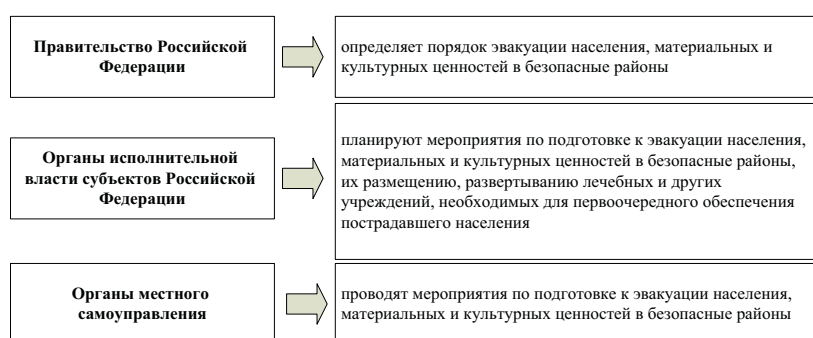 Правительство Российской
Федерации
определяет порядок эвакуации населения, материальных и
культурных ценностей в безопасные районы
Органы исполнительной
власти субъектов Российской
Федерации
планируют мероприятия по подготовке к эвакуации населения,
материальных и культурных ценностей в безопасные районы,
их размещению, развертыванию лечебных и других
учреждений, необходимых для первоочередного обеспечения
пострадавшего населения
Органы местного
самоуправления
проводят мероприятия по подготовке к эвакуации населения,
материальных и культурных ценностей в безопасные районы